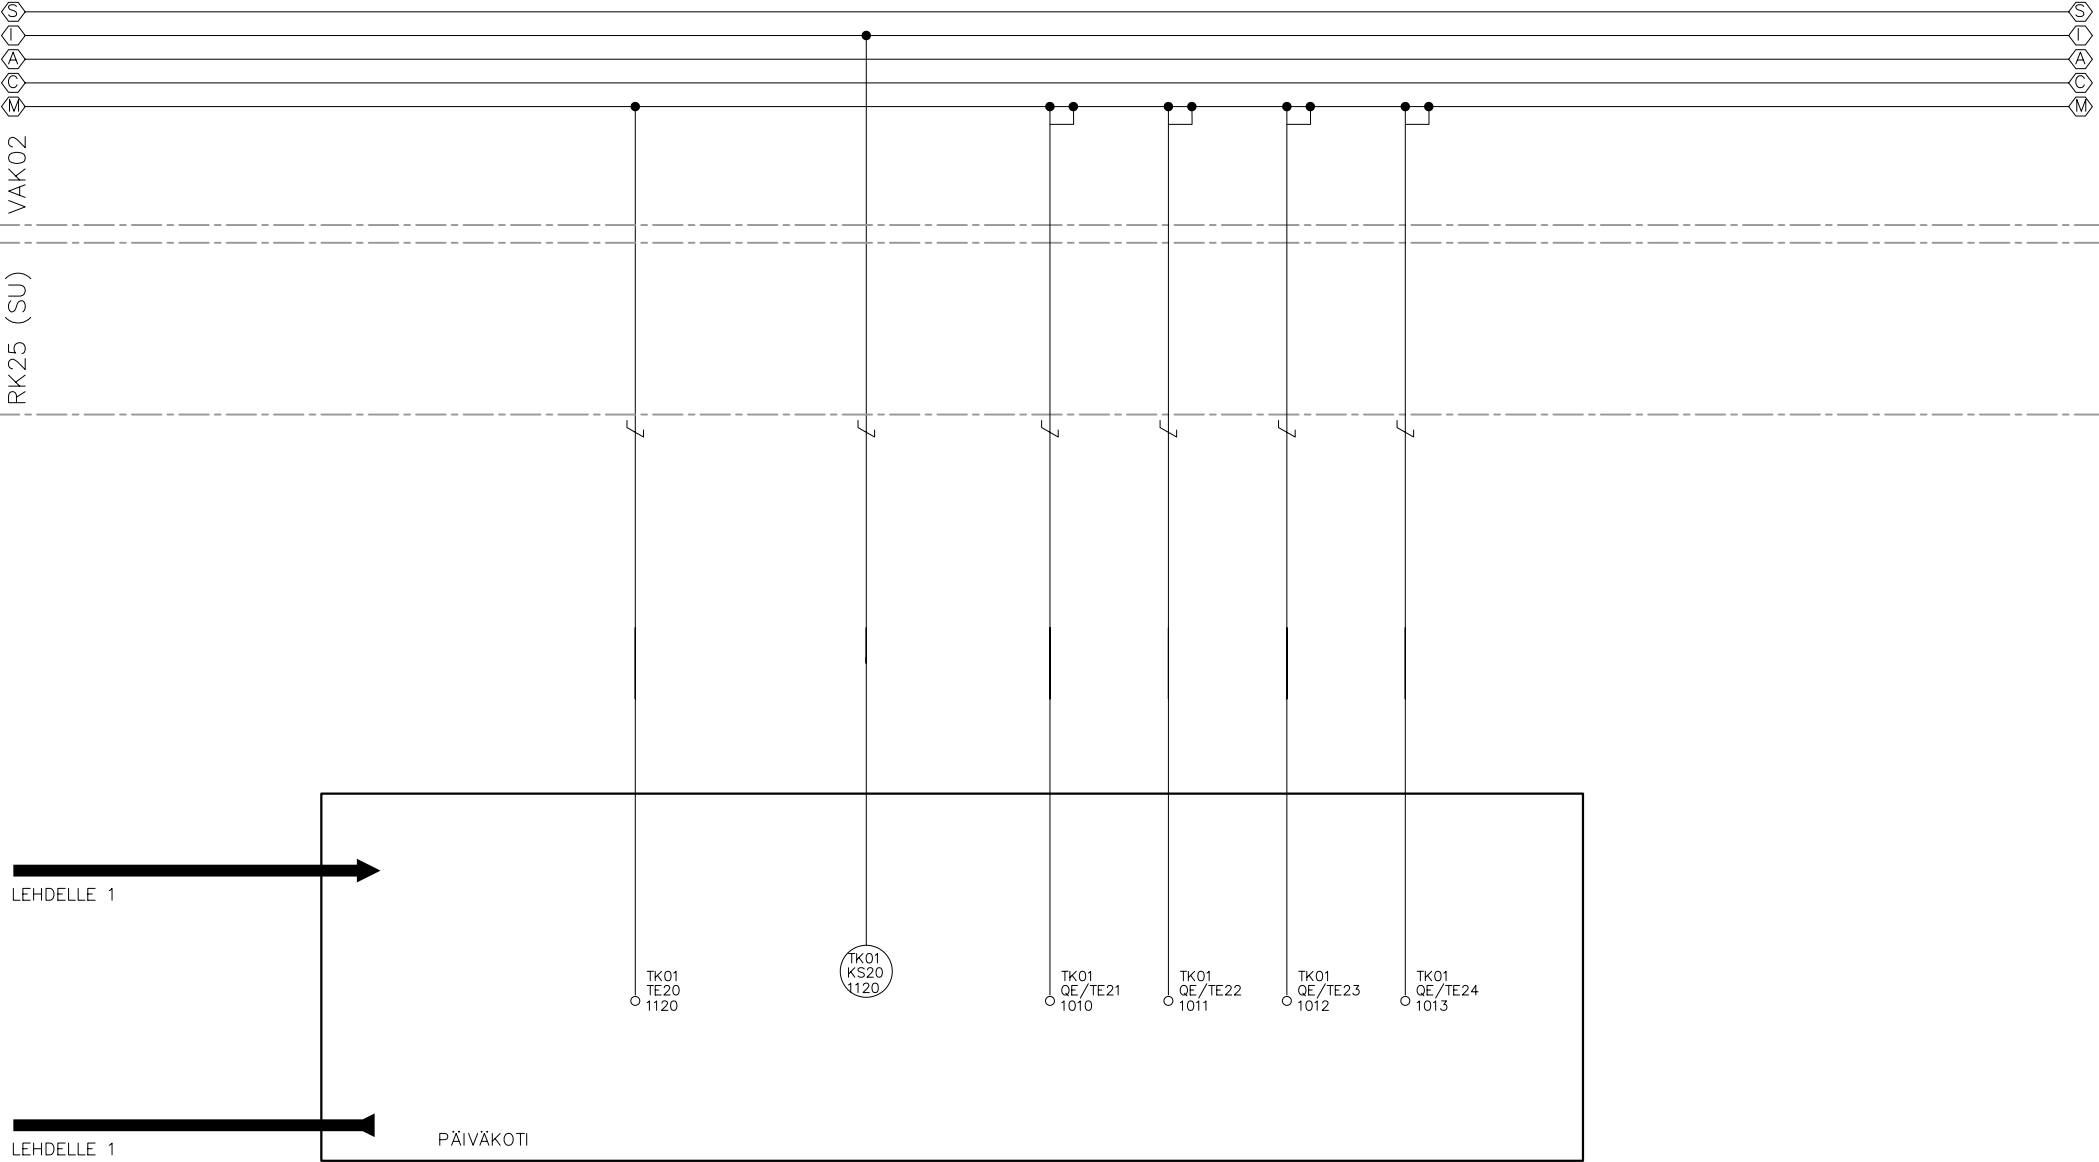 S S
I I
A A
C C
M M
VAK02
RK25 (SU)
LEHDELLE 1
TK01
TE20
1120
TK01
KS20
1120
TK01
QE/TE21
1010
TK01
QE/TE22
1011
TK01
QE/TE23
1012
TK01
QE/TE24
1013
PÄIVÄKOTI
LEHDELLE 1